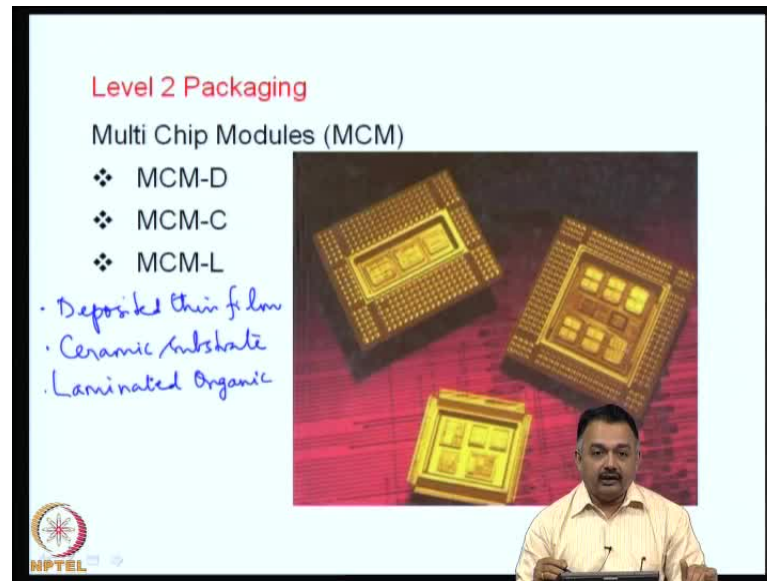 Level 2 Packaging
Multi Chip Modules (MCM)
❖ MCM-D
❖ MCM-C
❖ MCM-L
· Deposited thin film
· Ceramic substrate
· Laminated Organic
NPTEL